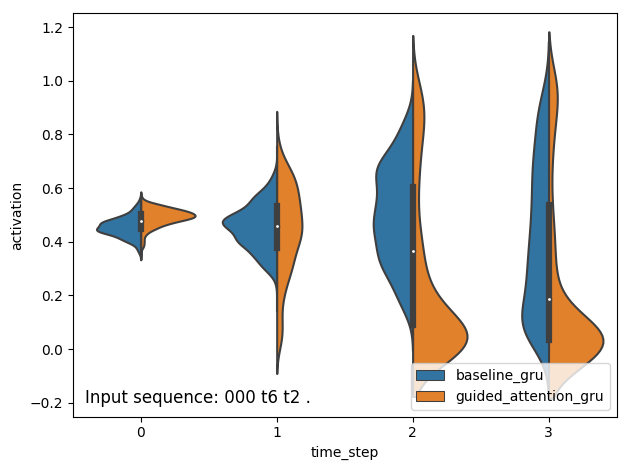 1.2
1.0
0.8
0.6
0.4
0.2
0.0
−0.2
activation
Input sequence: 000 t6 t2 .
baseline_gru
guided_attention_gru
0 1 2 3
time_step